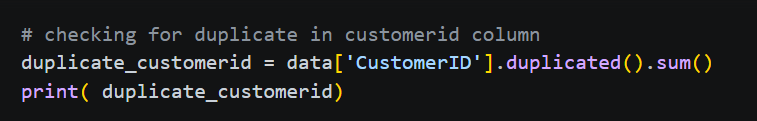 # checking for duplicate in customerid column
duplicate_customerid = data['CustomerID'].duplicated().sum()
print( duplicate_customerid)